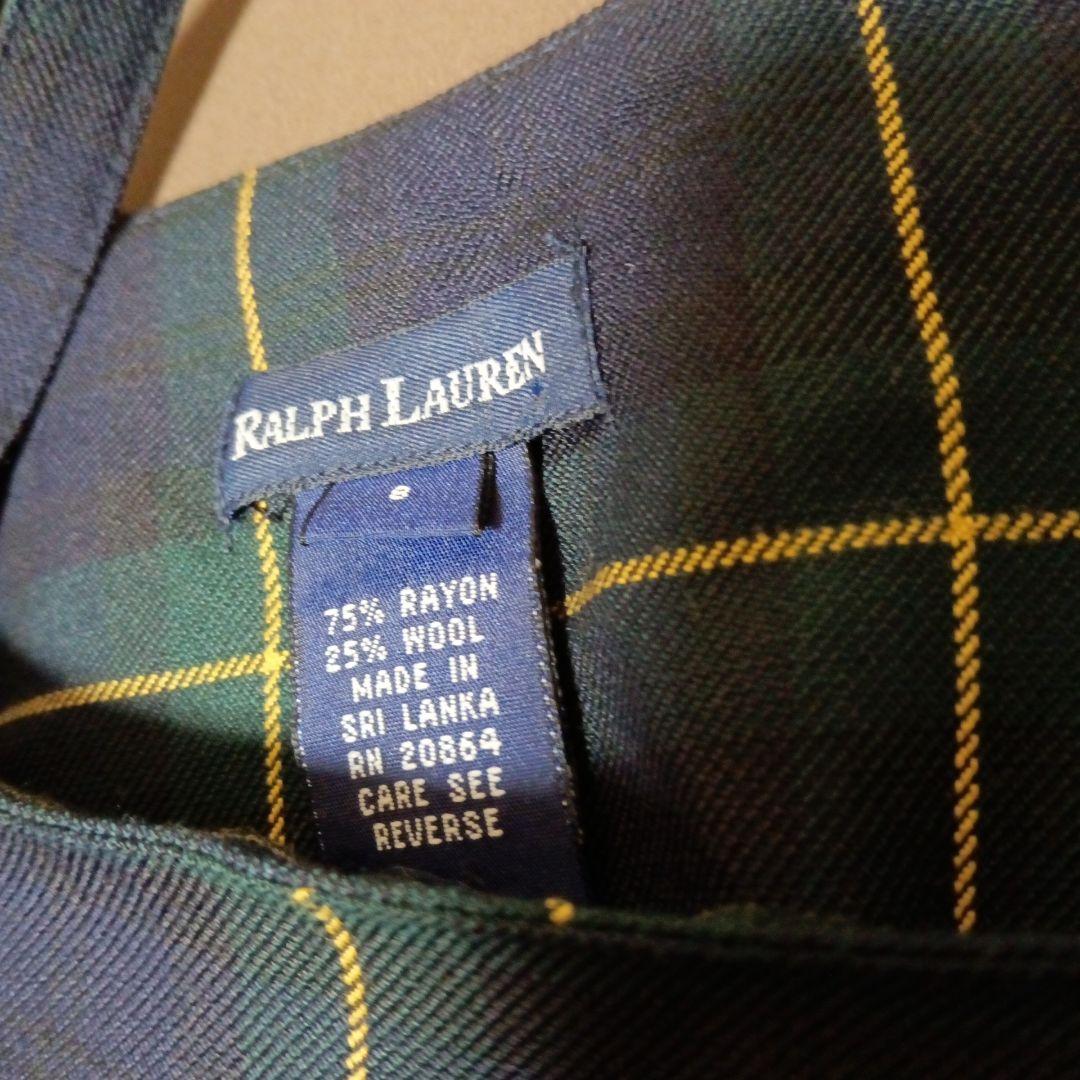 RALPH LAUREN
75% RAYON
25% WOOL
MADE IN
SRI LANKA
RN 20864
CARE SEE
REVERSE